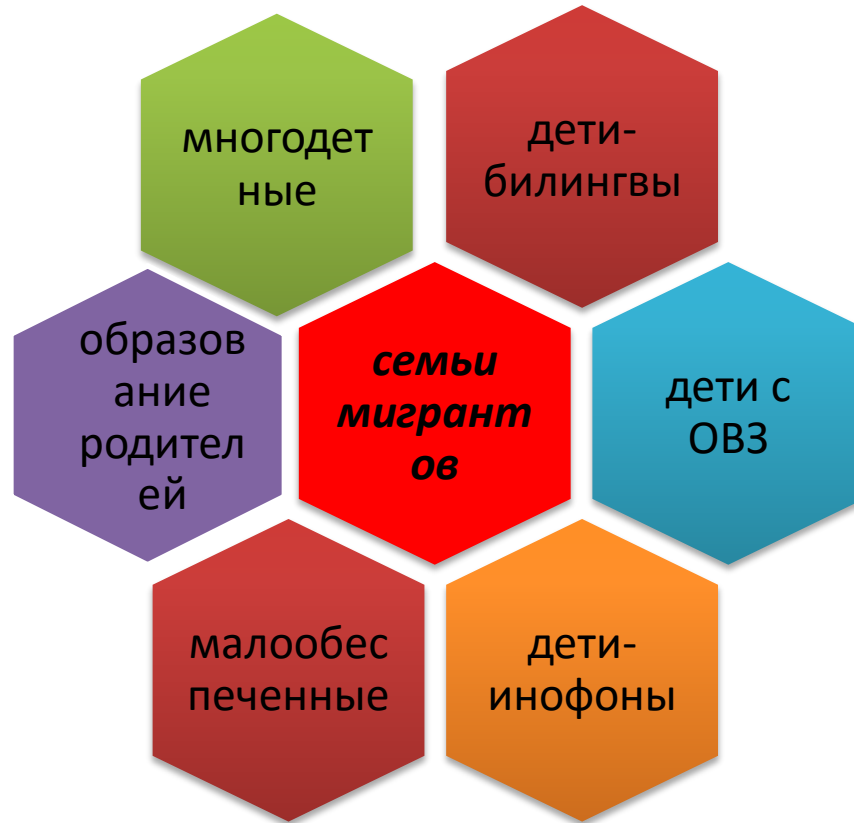 многодет
ные
дети-
билингвы
образов
ание
родител
ей
семьи
мигрант
ов
дети с
ОВЗ
малообес
печенные
дети-
инофоны